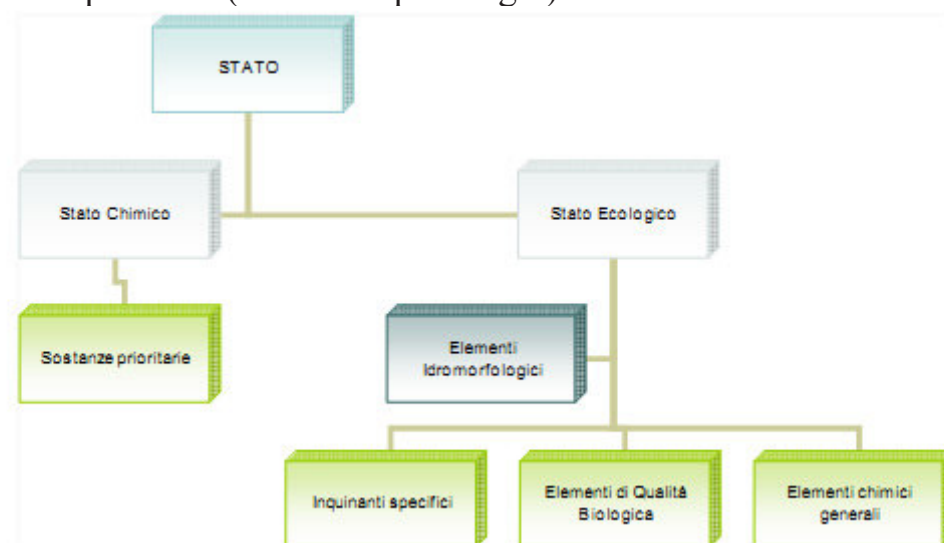 STATO
Stato Chimico
Stato Ecologico
Sostanze prioritarie
Elementi
Idromorfologici
Inquinanti specifici
Elementi di Qualità
Biologica
Elementi chimici
generali